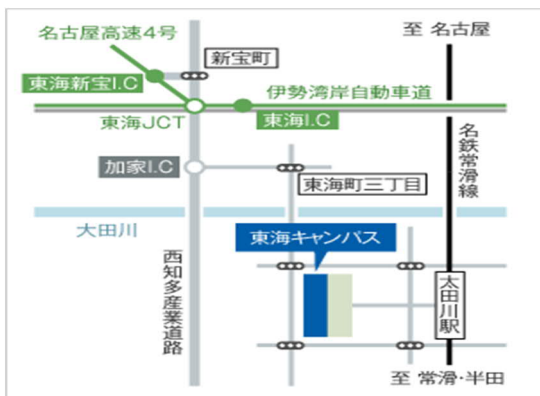 名古屋高速4号
至 名古屋
新宝町
東海新宝I.C
伊勢湾岸自動車道
東海JCT
東海I.C
名鉄常滑線
加家I.C
東海町三丁目
大田川
東海キャンパス
西知多産業道路
太田川駅
至 常滑・半田